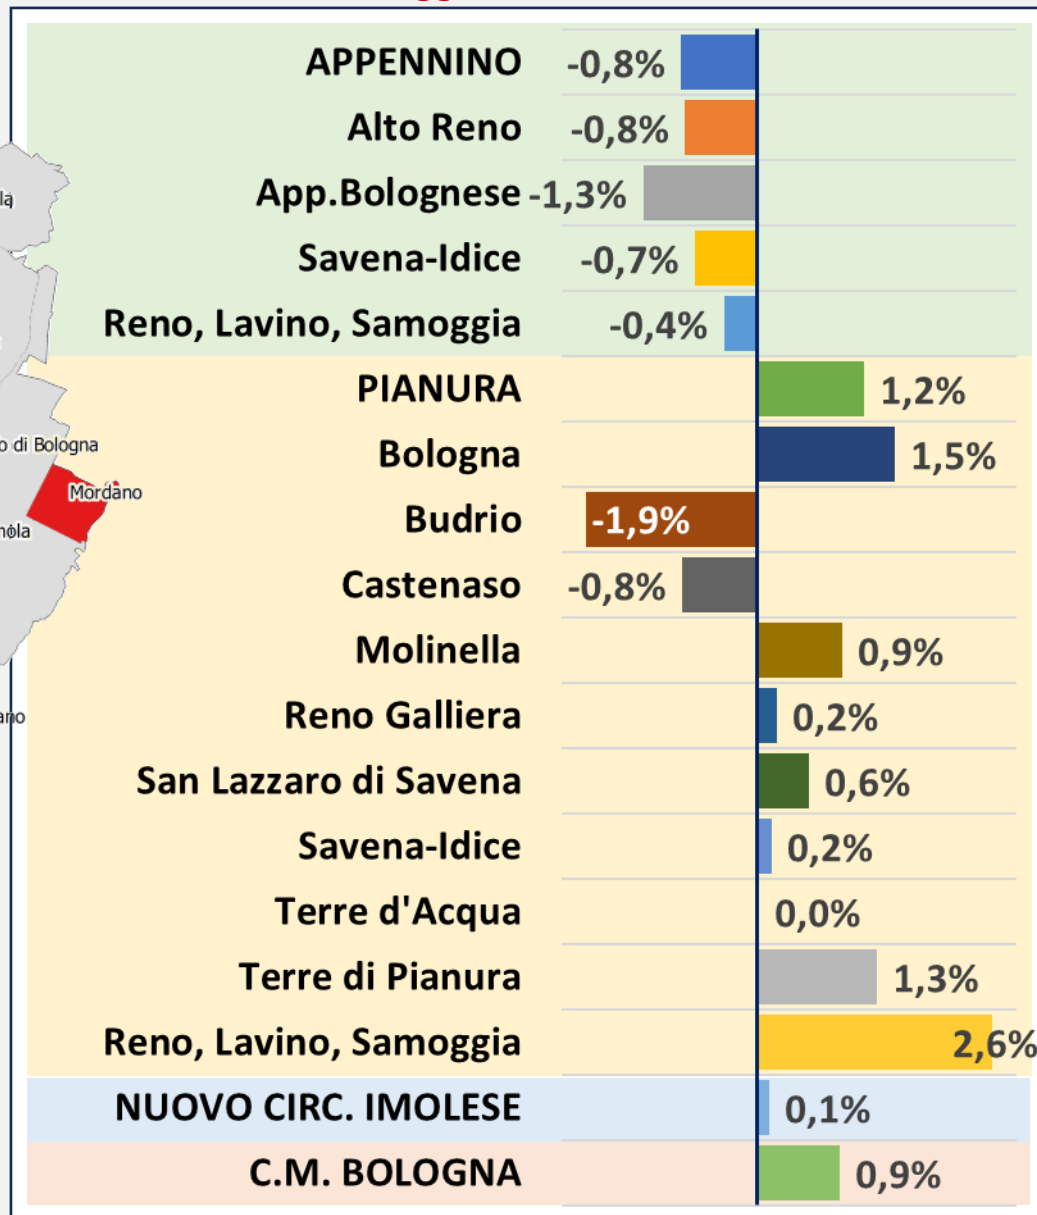 APPENNINO -0,8%
Alto Reno -0,8%
App.Bolognese -1,3%
Savena-Idice -0,7%
Reno, Lavino, Samoggia -0,4%
PIANURA 1,2%
Bologna 1,5%
o di Bologna
Mordano
Budrio -1,9%
Castenaso -0,8%
Molinella 0,9%
Reno Galliera 0,2%
San Lazzaro di Savena 0,6%
Savena-Idice 0,2%
Terre d'Acqua 0,0%
Terre di Pianura 1,3%
Reno, Lavino, Samoggia 2,6%
NUOVO CIRC. IMOLESE 0,1%
C.M. BOLOGNA 0,9%